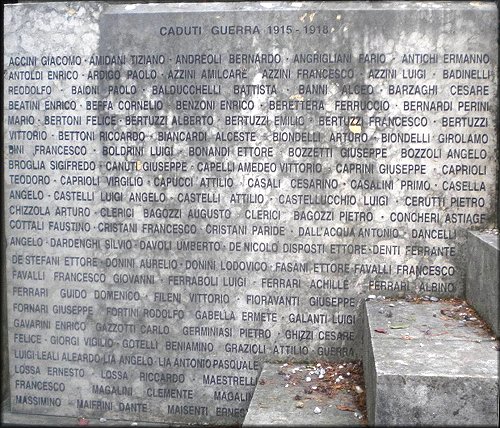 CADUTI GUERRA 1915 - 1918
ACCINI GIACOMO · AMIDANI TIZIANO · ANDREOLI BERNARDO · ANGRIGLIANI FARIO · ANTICHI ERMANNO
ANTOLDI ENRICO · ARDIGO PAOLO · AZZINI AMILCARE · AZZINI FRANCESCO · AZZINI LUIGI · BADINELLI
REODOLFO · BAIONI PAOLO · BALDUCCHELLI BATTISTA · BANNI ALCEO · BARZAGHI CESARE
BEATINI ENRICO · BEFFA CORNELIO · BENZONI ENRICO · BERETTERA FERRUCCIO · BERNARDI PERINI
MARIO · BERTONI FELICE · BERTUZZI ALBERTO · BERTUZZI EMILIO · BERTUZZI FRANCESCO · BERTUZZI
VITTORIO · BETTONI RICCARDO · BIANCARDI ALCESTE · BIONDELLI ARTURO · BIONDELLI GIROLAMO
BINI FRANCESCO · BOLDRINI LUIGI · BONANDI ETTORE · BOZZETTI GIUSEPPE · BOZZOLI ANGELO
BROGLIA SIGIFREDO · CANUTI GIUSEPPE · CAPELLI AMEDEO VITTORIO · CAPRINI GIUSEPPE · CAPRIOLI
TEODORO · CAPRIOLI VIRGILIO · CAPUCCI ATTILIO · CASALI CESARINO · CASALINI PRIMO · CASELLA
ANGELO · CASTELLI LUIGI ANGELO · CASTELLI ATTILIO · CASTELLUCCHIO LUIGI · CERUTTI PIETRO
CHIZZOLA ARTURO · CLERICI BAGOZZI AUGUSTO · CLERICI BAGOZZI PIETRO · CONCHERI ASTIAGE
COTTALI FAUSTINO · CRISTANI FRANCESCO · CRISTANI PARIDE · DALL'ACQUA ANTONIO · DANCELLI
ANGELO · DARDENGHI SILVIO · DAVOLI UMBERTO · DE NICOLO DISPOSTI ETTORE · DENTI FERRANTE
DE STEFANI ETTORE · DONINI AURELIO · DONINI LODOVICO · FASANI ETTORE · FAVALLI FRANCESCO
FAVALLI FRANCESCO GIOVANNI · FERRABOLI LUIGI · FERRARI ACHILLE · FERRARI ALBINO
FERRARI GUIDO DOMENICO · FILENI VITTORIO · FIORAVANTI GIUSEPPE
FORNARI GIUSEPPE · FORTINI RODOLFO · GABELLA ERMETE · GALANTI LUIGI
GAVARINI ENRICO · GAZZOTTI CARLO · GERMINIASI PIETRO · GHIZZI CESARE
FELICE · GIORGI VIGILIO · GOTELLI BENIAMINO · GRAZIOLI ATTILIO · GUERRA
LUIGI · LEALI ALEARDO · LIA ANGELO · LIA ANTONIO PASQUALE
LOSSA ERNESTO · LOSSA RICCARDO · MAESTRELLI
FRANCESCO · MAGALINI CLEMENTE · MAGALIN
MASSIMINO · MAIFRINI DANTE · MAISENTI ERNES